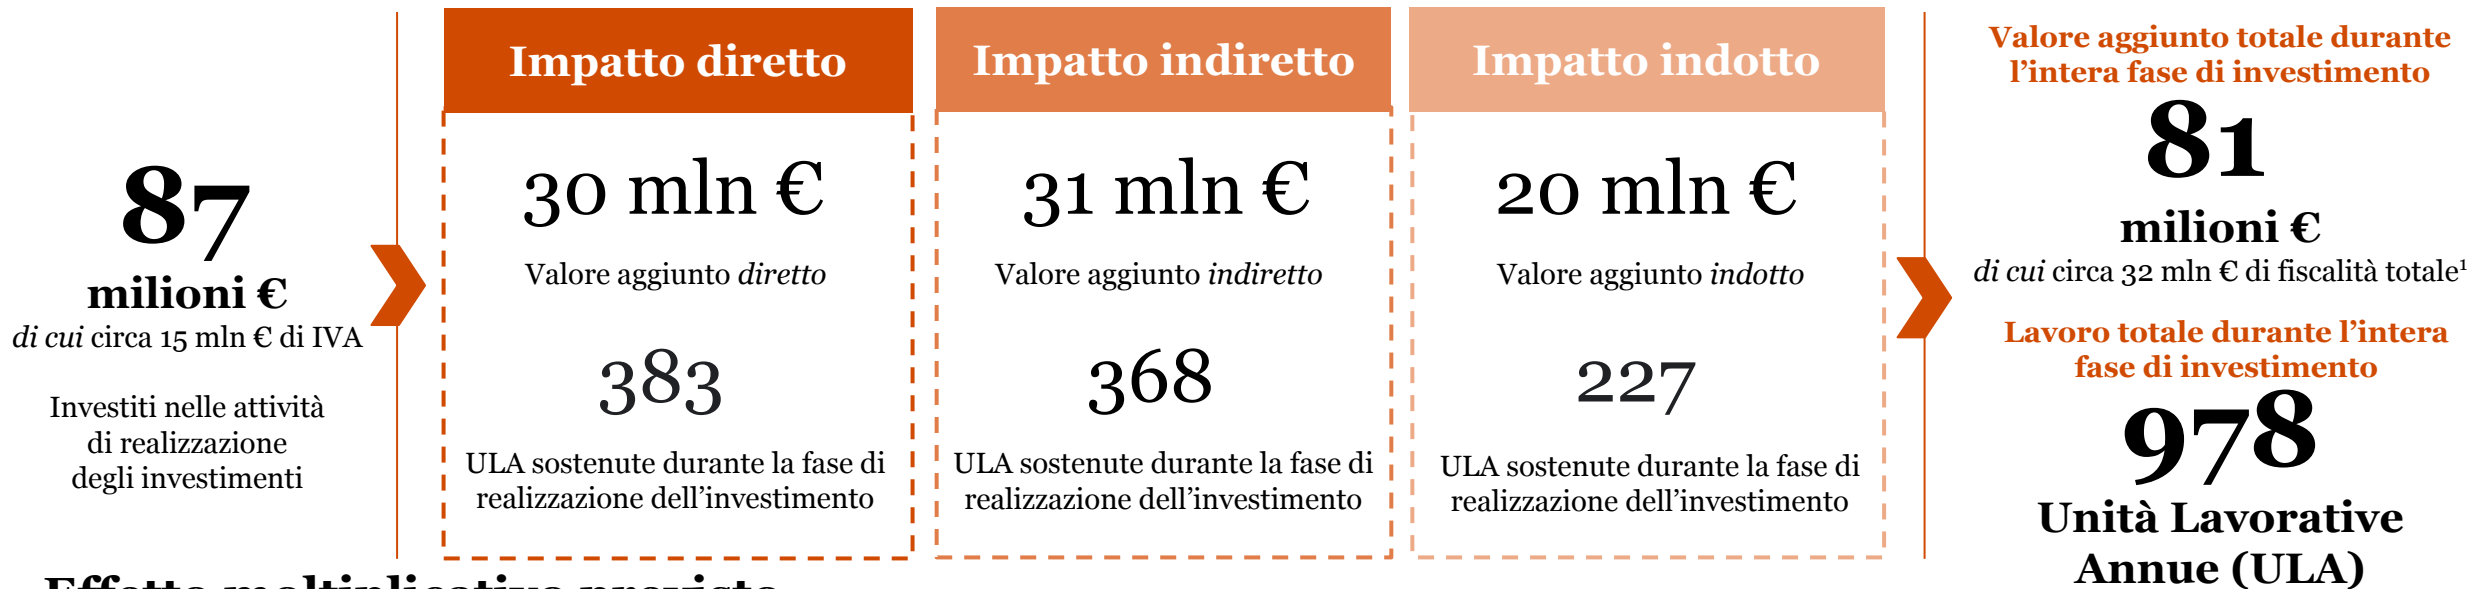 87
milioni €
di cui circa 15 mln € di IVA
Investiti nelle attività
di realizzazione
degli investimenti
Impatto diretto
30 mln €
Valore aggiunto diretto
383
ULA sostenute durante la fase di
realizzazione dell’investimento
Impatto indiretto
31 mln €
Valore aggiunto indiretto
368
ULA sostenute durante la fase di
realizzazione dell’investimento
Impatto indotto
20 mln €
Valore aggiunto indotto
227
ULA sostenute durante la fase di
realizzazione dell’investimento
Valore aggiunto totale durante
l’intera fase di investimento
81
milioni €
di cui circa 32 mln € di fiscalità totale¹
Lavoro totale durante l’intera
fase di investimento
978
Unità Lavorative
Annue (ULA)
Effetto moltiplicativo previsto